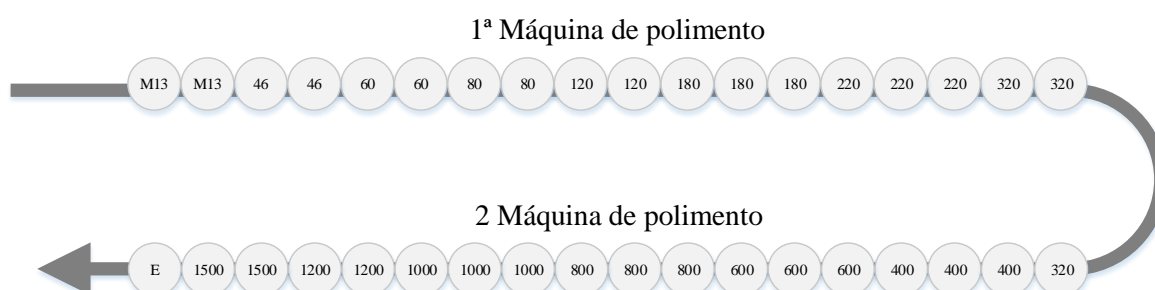 1ª Máquina de polimento
M13 M13 46 46 60 60 80 80 120 120 180 180 180 220 220 220 320 320
2 Máquina de polimento
E 1500 1500 1200 1200 1000 1000 1000 800 800 800 600 600 600 400 400 400 320